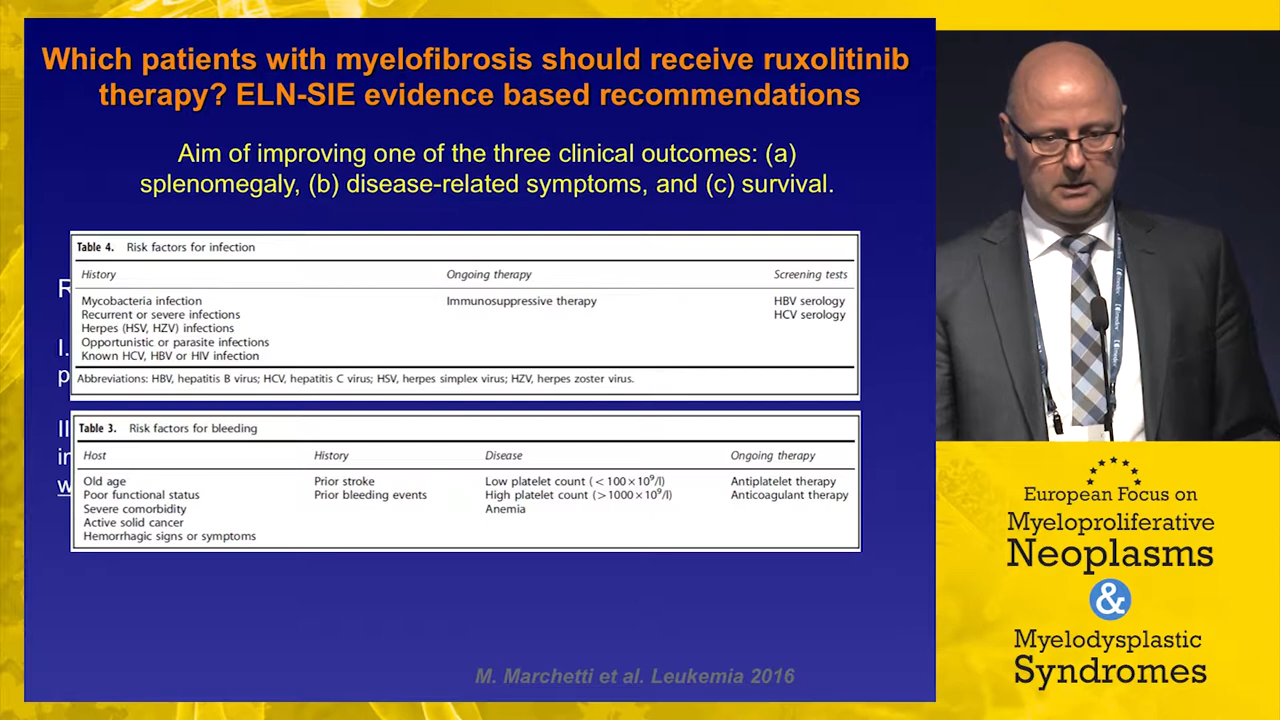 Which patients with myelofibrosis should receive ruxolitinib
therapy? ELN-SIE evidence based recommendations
Aim of improving one of the three clinical outcomes: (a)
splenomegaly, (b) disease-related symptoms, and (c) survival.
Table 4. Risk factors for infection
History Ongoing therapy Screening tests
Mycobacteria infection Immunosuppressive therapy HBV serology
Recurrent or severe infections HCV serology
Herpes (HSV, HZV) infections
Opportunistic or parasite infections
Known HCV, HBV or HIV infection
Abbreviations: HBV, hepatitis B virus; HCV, hepatitis C virus; HSV, herpes simplex virus; HZV, herpes zoster virus.
Table 3. Risk factors for bleeding
Host History Disease Ongoing therapy
Old age Prior stroke Low platelet count (<100×10⁹/l) Antiplatelet therapy
Poor functional status Prior bleeding events High platelet count (>1000×10⁹/l) Anticoagulant therapy
Severe comorbidity Anemia
Active solid cancer
Hemorrhagic signs or symptoms
M. Marchetti et al. Leukemia 2016
European Focus on
Myeloproliferative
Neoplasms
&
Myelodysplastic
Syndromes